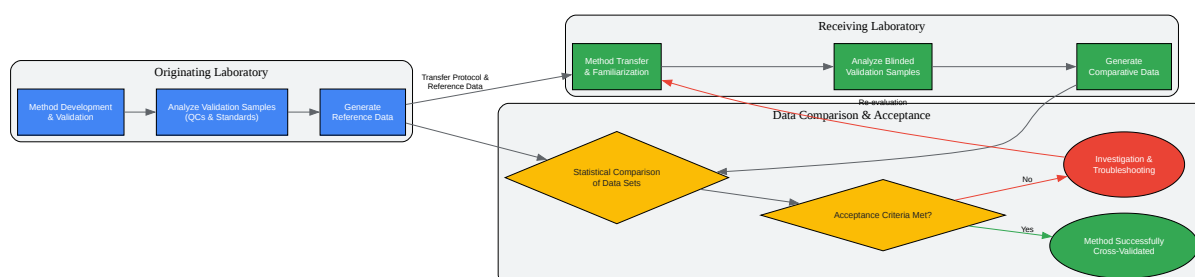 Originating Laboratory
Method Development
& Validation
Analyze Validation Samples
(QCs & Standards)
Generate
Reference Data
Transfer Protocol &
Reference Data
Receiving Laboratory
Method Transfer
& Familiarization
Analyze Blinded
Validation Samples
Generate
Comparative Data
Re-evaluation
Data Comparison & Acceptance
Statistical Comparison
of Data Sets
Acceptance Criteria Met?
No
Investigation &
Troubleshooting
Yes
Method Successfully
Cross-Validated